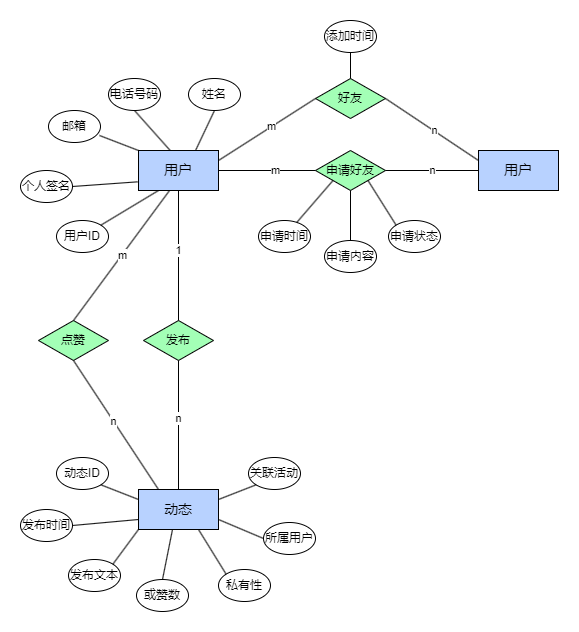 添加时间
电话号码
姓名
好友
邮箱
m
n
用户
m
申请好友
n
用户
个人签名
用户ID
申请时间
申请内容
申请状态
m
1
点赞
发布
n
n
动态ID
关联活动
动态
发布时间
所属用户
发布文本
或赞数
私有性